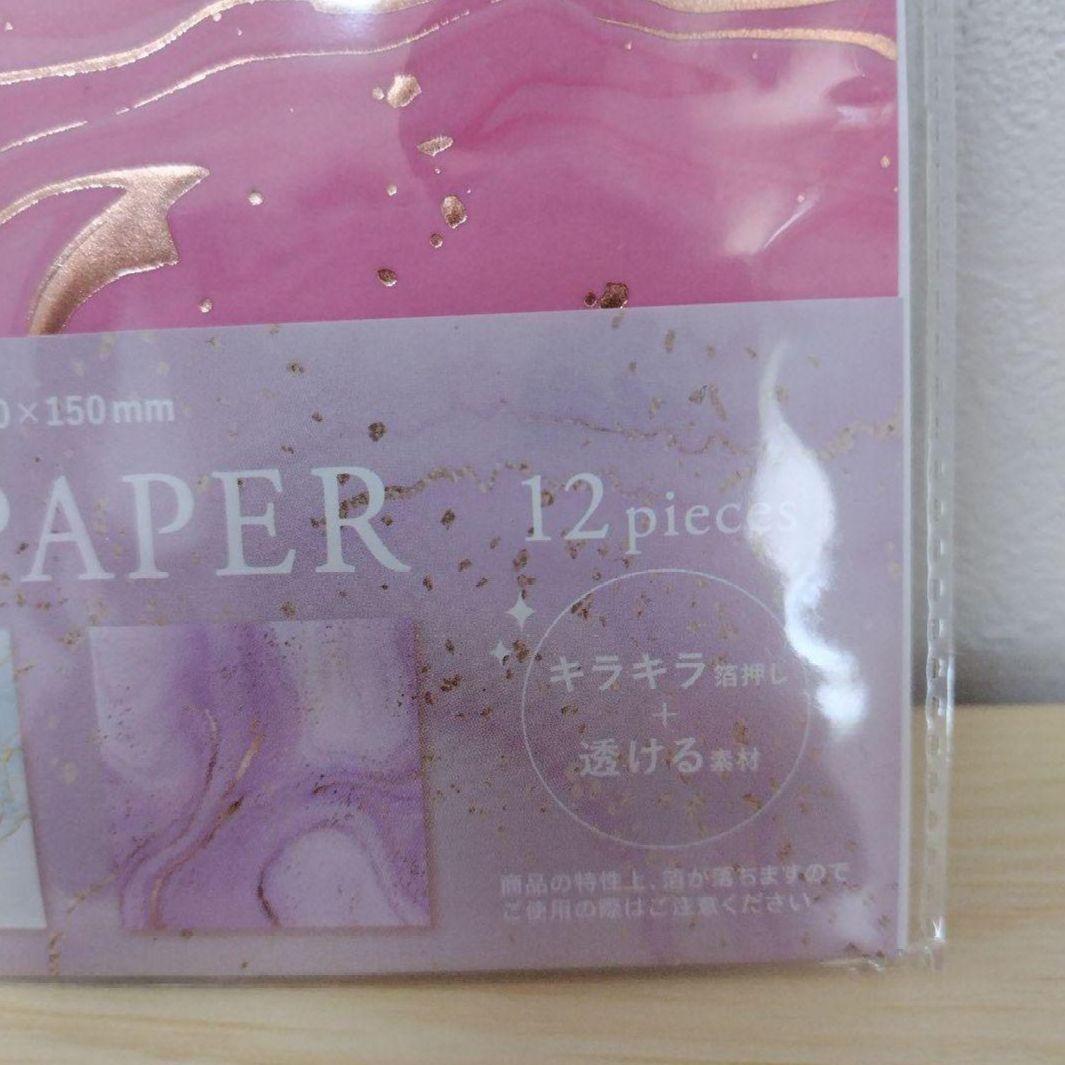 0×150mm
PAPER 12 pieces
キラキラ箔押し
+
透ける素材
商品の特性上、箔が落ちますので
ご使用の際はご注意ください